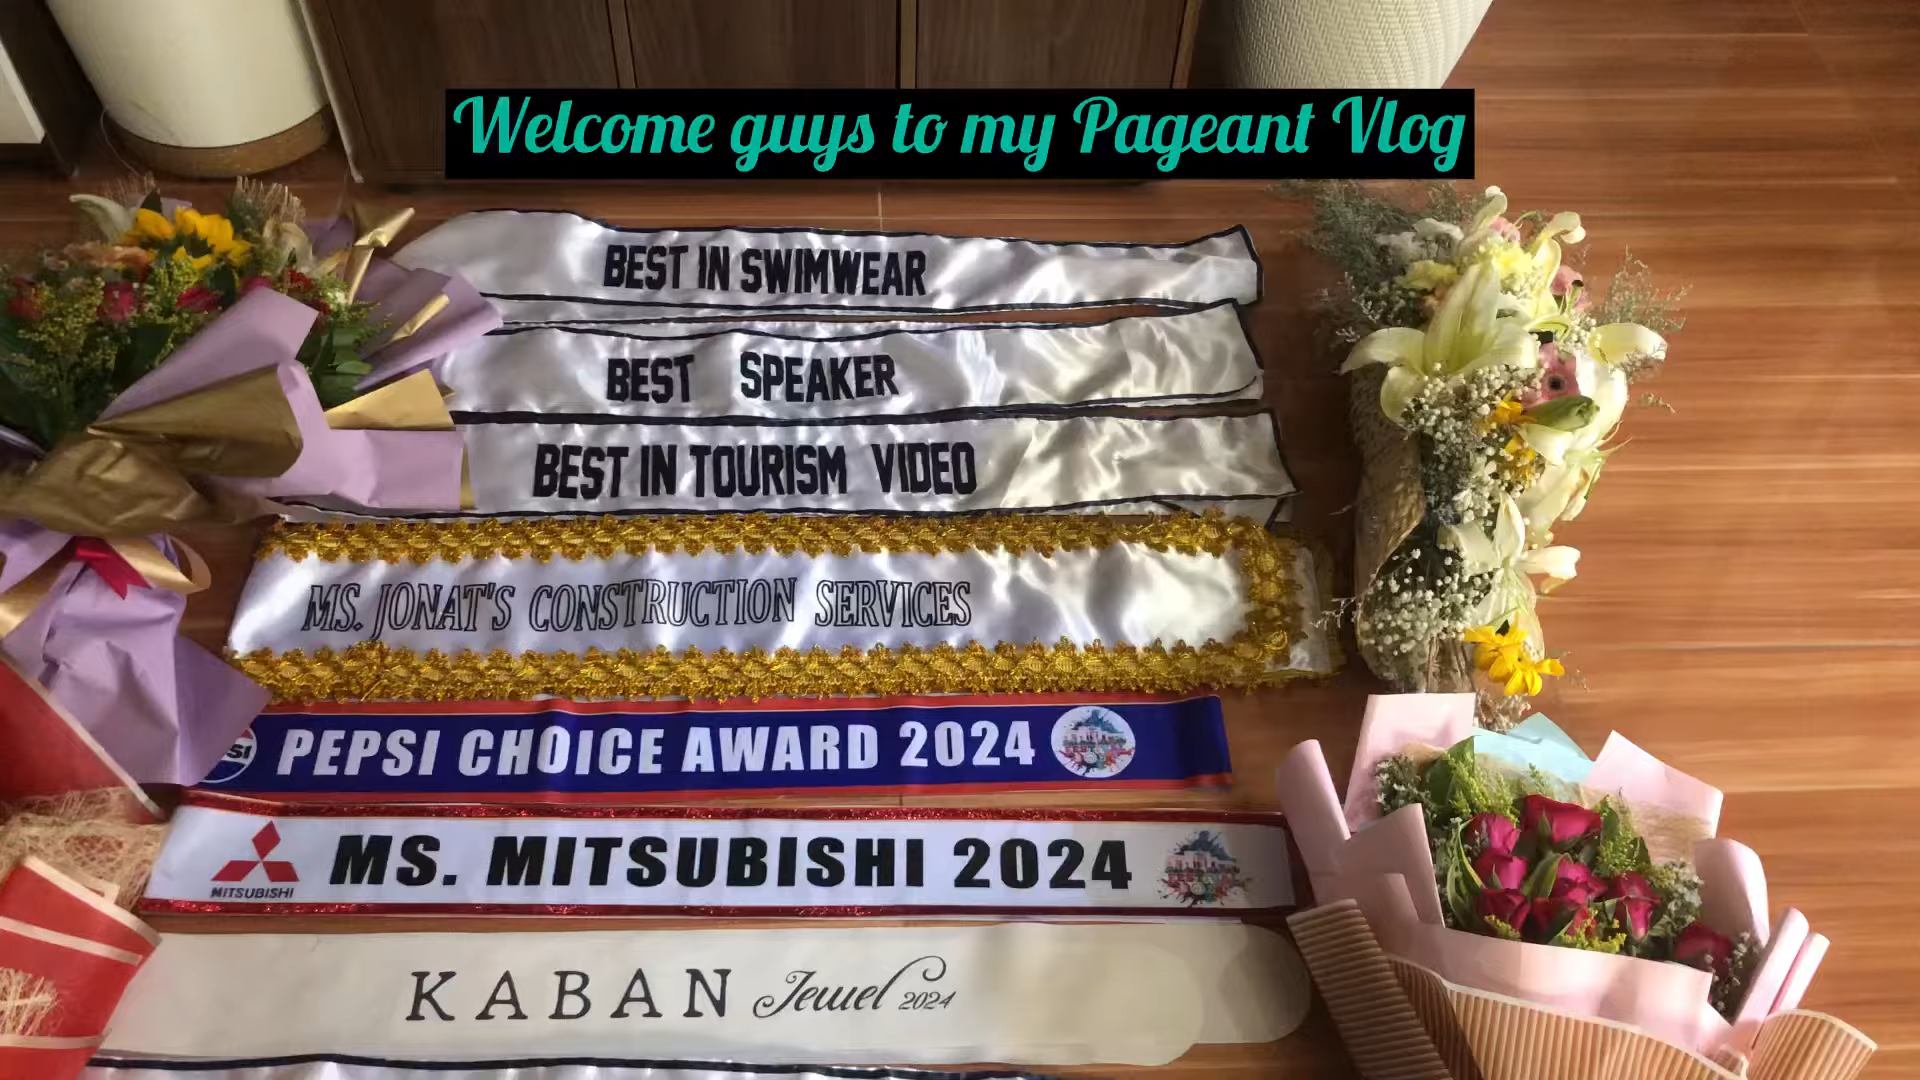 Welcome guys to my Pageant Vlog
BEST IN SWIMWEAR
BEST SPEAKER
BEST IN TOURISM VIDEO
MS. JONAT'S CONSTRUCTION SERVICES
PEPSI CHOICE AWARD 2024
MITSUBISHI
MS. MITSUBISHI 2024
KABAN Jewel 2024